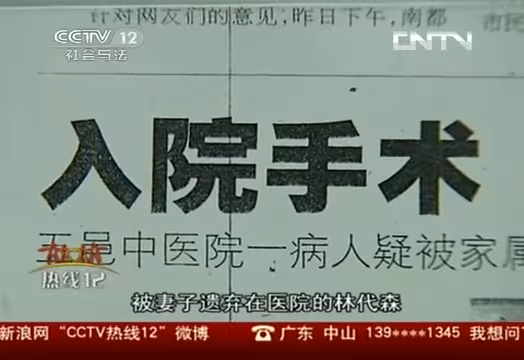 CCTV 12
社会与法
CNTV
针对网友们的意见，昨日下午，南都
市民
入院手术
五邑中医院一病人疑被家属
热线12
被妻子遗弃在医院的林代森
新浪网 “CCTV热线12” 微博
广东 中山 139****1345 我想问